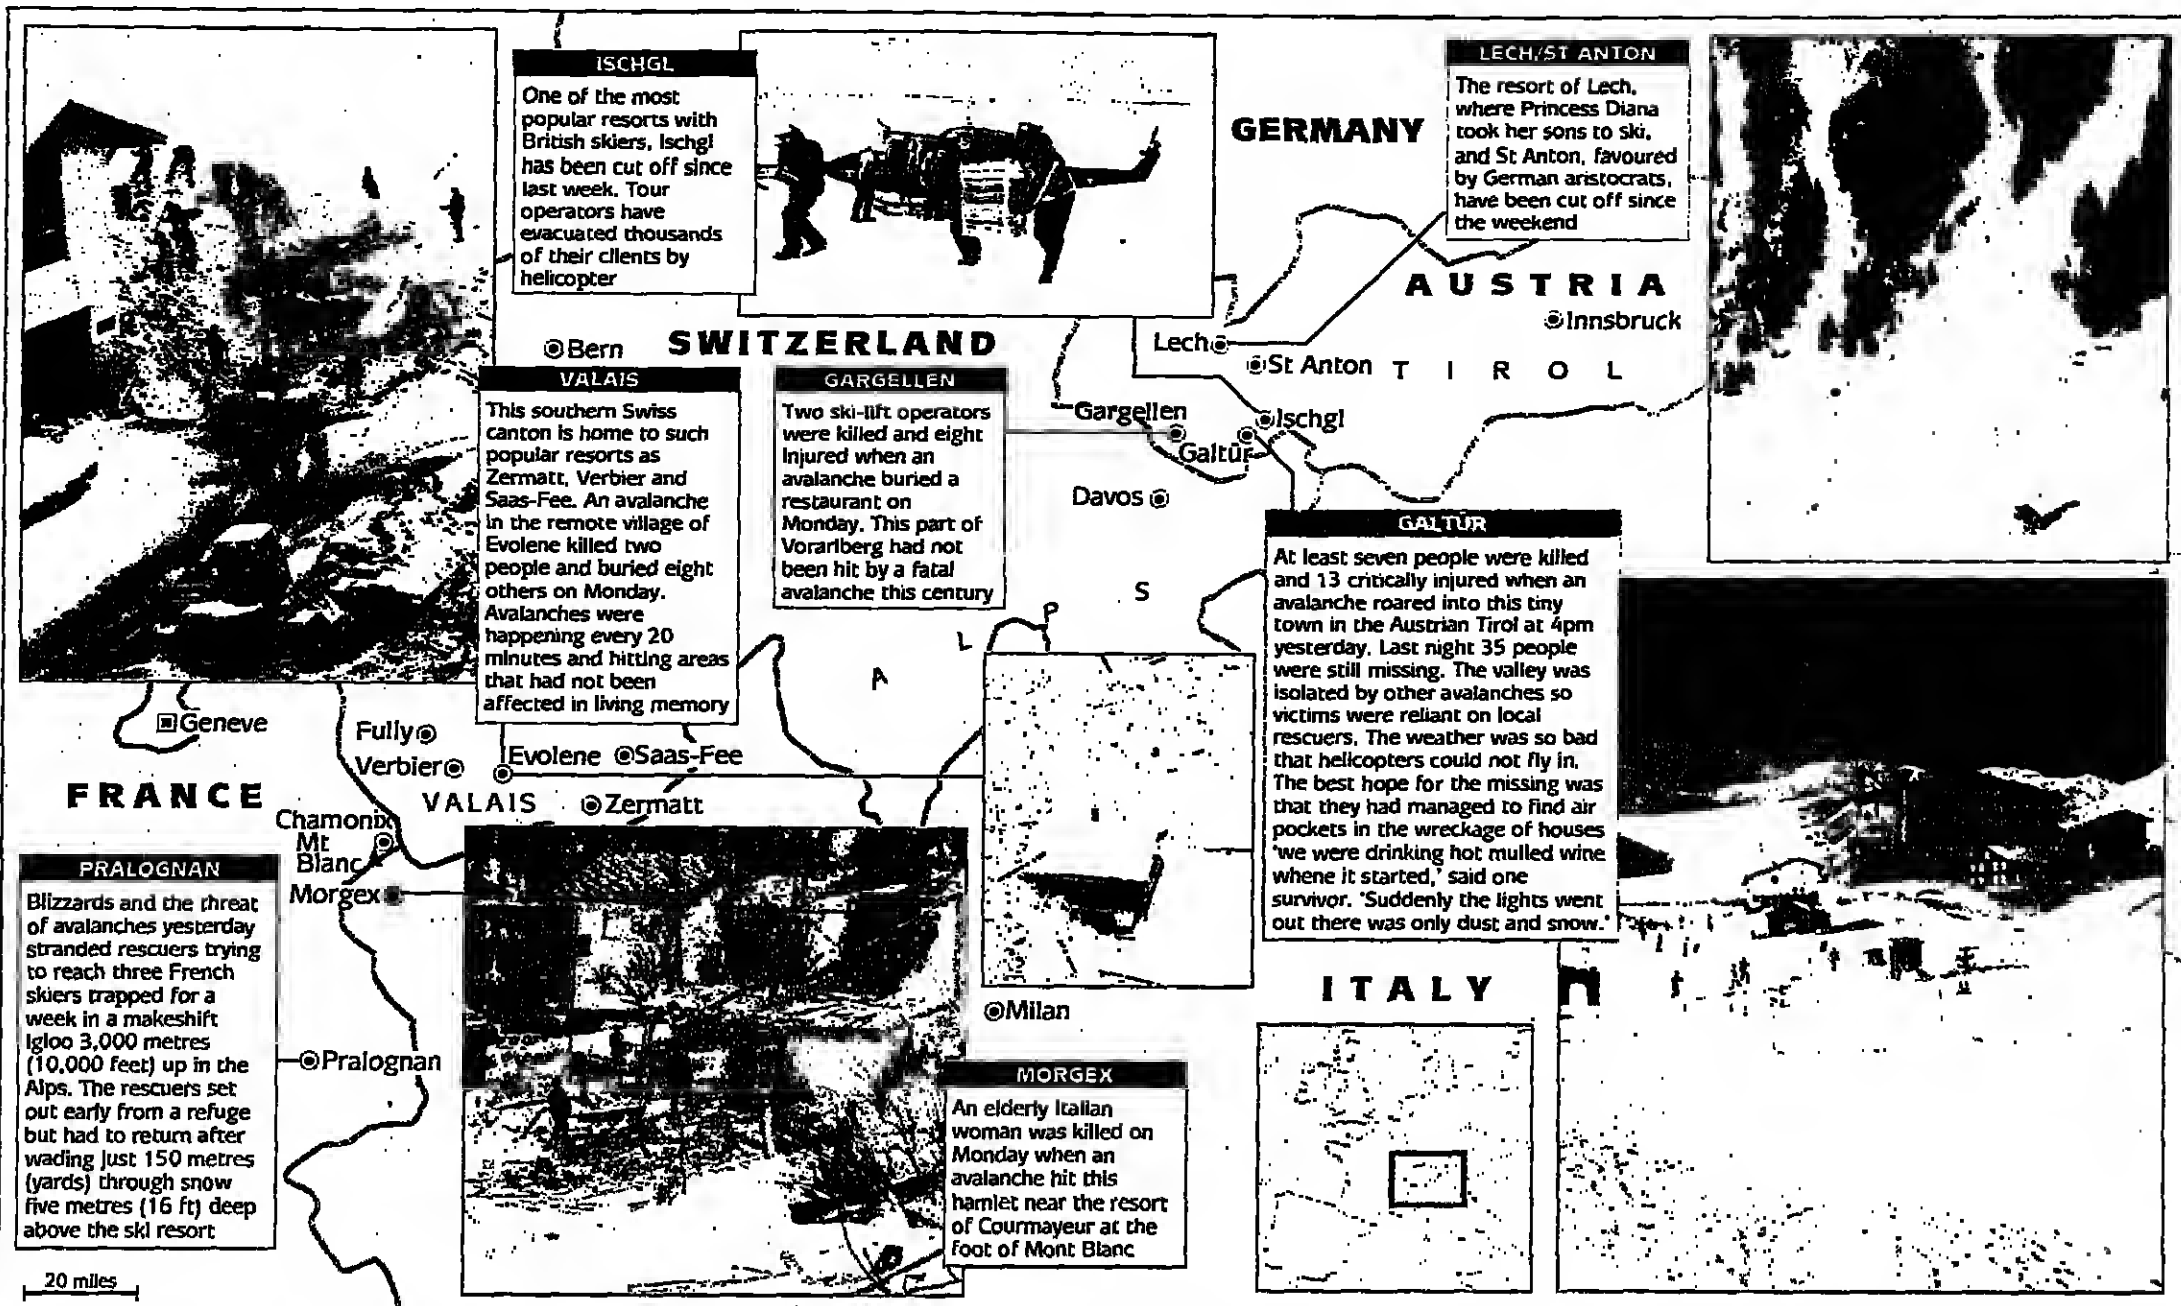 ISCHGL
One of the most
popular resorts with
British skiers, Ischgl
has been cut off since
last week. Tour
operators have
evacuated thousands
of their clients by
helicopter
LECH/ST ANTON
The resort of Lech,
where Princess Diana
took her sons to ski,
and St Anton, favoured
by German aristocrats,
have been cut off since
the weekend
GERMANY
AUSTRIA
Innsbruck
Bern
SWITZERLAND
Lech
St Anton
TIROL
VALAIS
This southern Swiss
canton is home to such
popular resorts as
Zermatt, Verbier and
Saas-Fee. An avalanche
in the remote village of
Evolene killed two
people and buried eight
others on Monday.
Avalanches were
happening every 20
minutes and hitting areas
that had not been
affected in living memory
GARGELLEN
Two ski-lift operators
were killed and eight
injured when an
avalanche buried a
restaurant on
Monday. This part of
Vorarlberg had not
been hit by a fatal
avalanche this century
Gargellen
Ischgl
Galtür
Davos
GALTÜR
At least seven people were killed
and 13 critically injured when an
avalanche roared into this tiny
town in the Austrian Tirol at 4pm
yesterday. Last night 35 people
were still missing. The valley was
isolated by other avalanches so
victims were reliant on local
rescuers. The weather was so bad
that helicopters could not fly in.
The best hope for the missing was
that they had managed to find air
pockets in the wreckage of houses
'we were drinking hot mulled wine
whene it started,' said one
survivor. 'Suddenly the lights went
out there was only dust and snow.'
ALPS
Geneve
Fully
Verbier
Evolene
Saas-Fee
FRANCE
VALAIS
Zermatt
Chamonix
Mt
Blanc
Morgex
PRALOGNAN
Blizzards and the threat
of avalanches yesterday
stranded rescuers trying
to reach three French
skiers trapped for a
week in a makeshift
igloo 3,000 metres
(10,000 feet) up in the
Alps. The rescuers set
out early from a refuge
but had to return after
wading just 150 metres
(yards) through snow
five metres (16 ft) deep
above the ski resort
Pralognan
Milan
ITALY
MORGEX
An elderly Italian
woman was killed on
Monday when an
avalanche hit this
hamlet near the resort
of Courmayeur at the
foot of Mont Blanc
20 miles